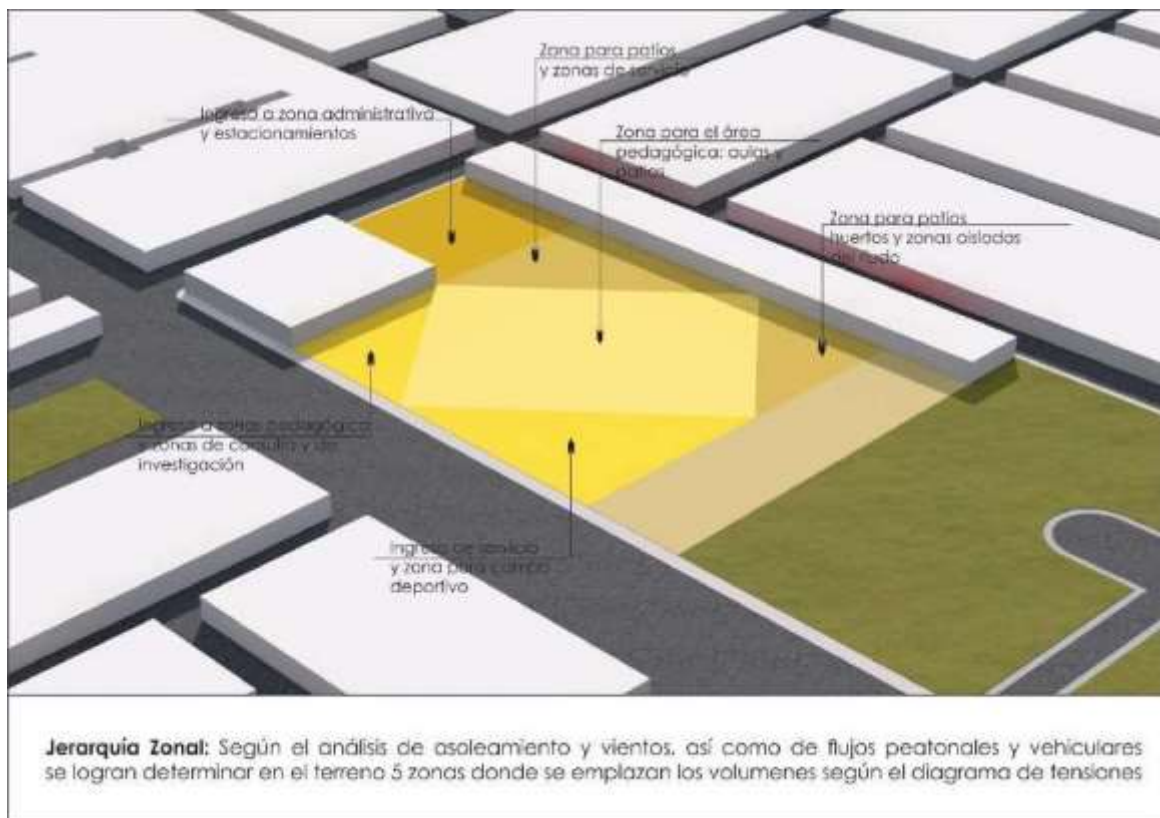 Zona para patios
y zonas de servicio
Ingreso a zona administrativa
y estacionamientos
Zona para el área
pedagógica: aulas y
patios
Zona para patios
huertos y zonas aisladas
del ruido
Ingreso a zonas pedagógica
y zonas de consulta y de
investigación
Ingreso de servicio
y zona para campo
deportivo
Jerarquía Zonal: Según el análisis de asoleamiento y vientos, así como de flujos peatonales y vehiculares
se logran determinar en el terreno 5 zonas donde se emplazan los volumenes según el diagrama de tensiones